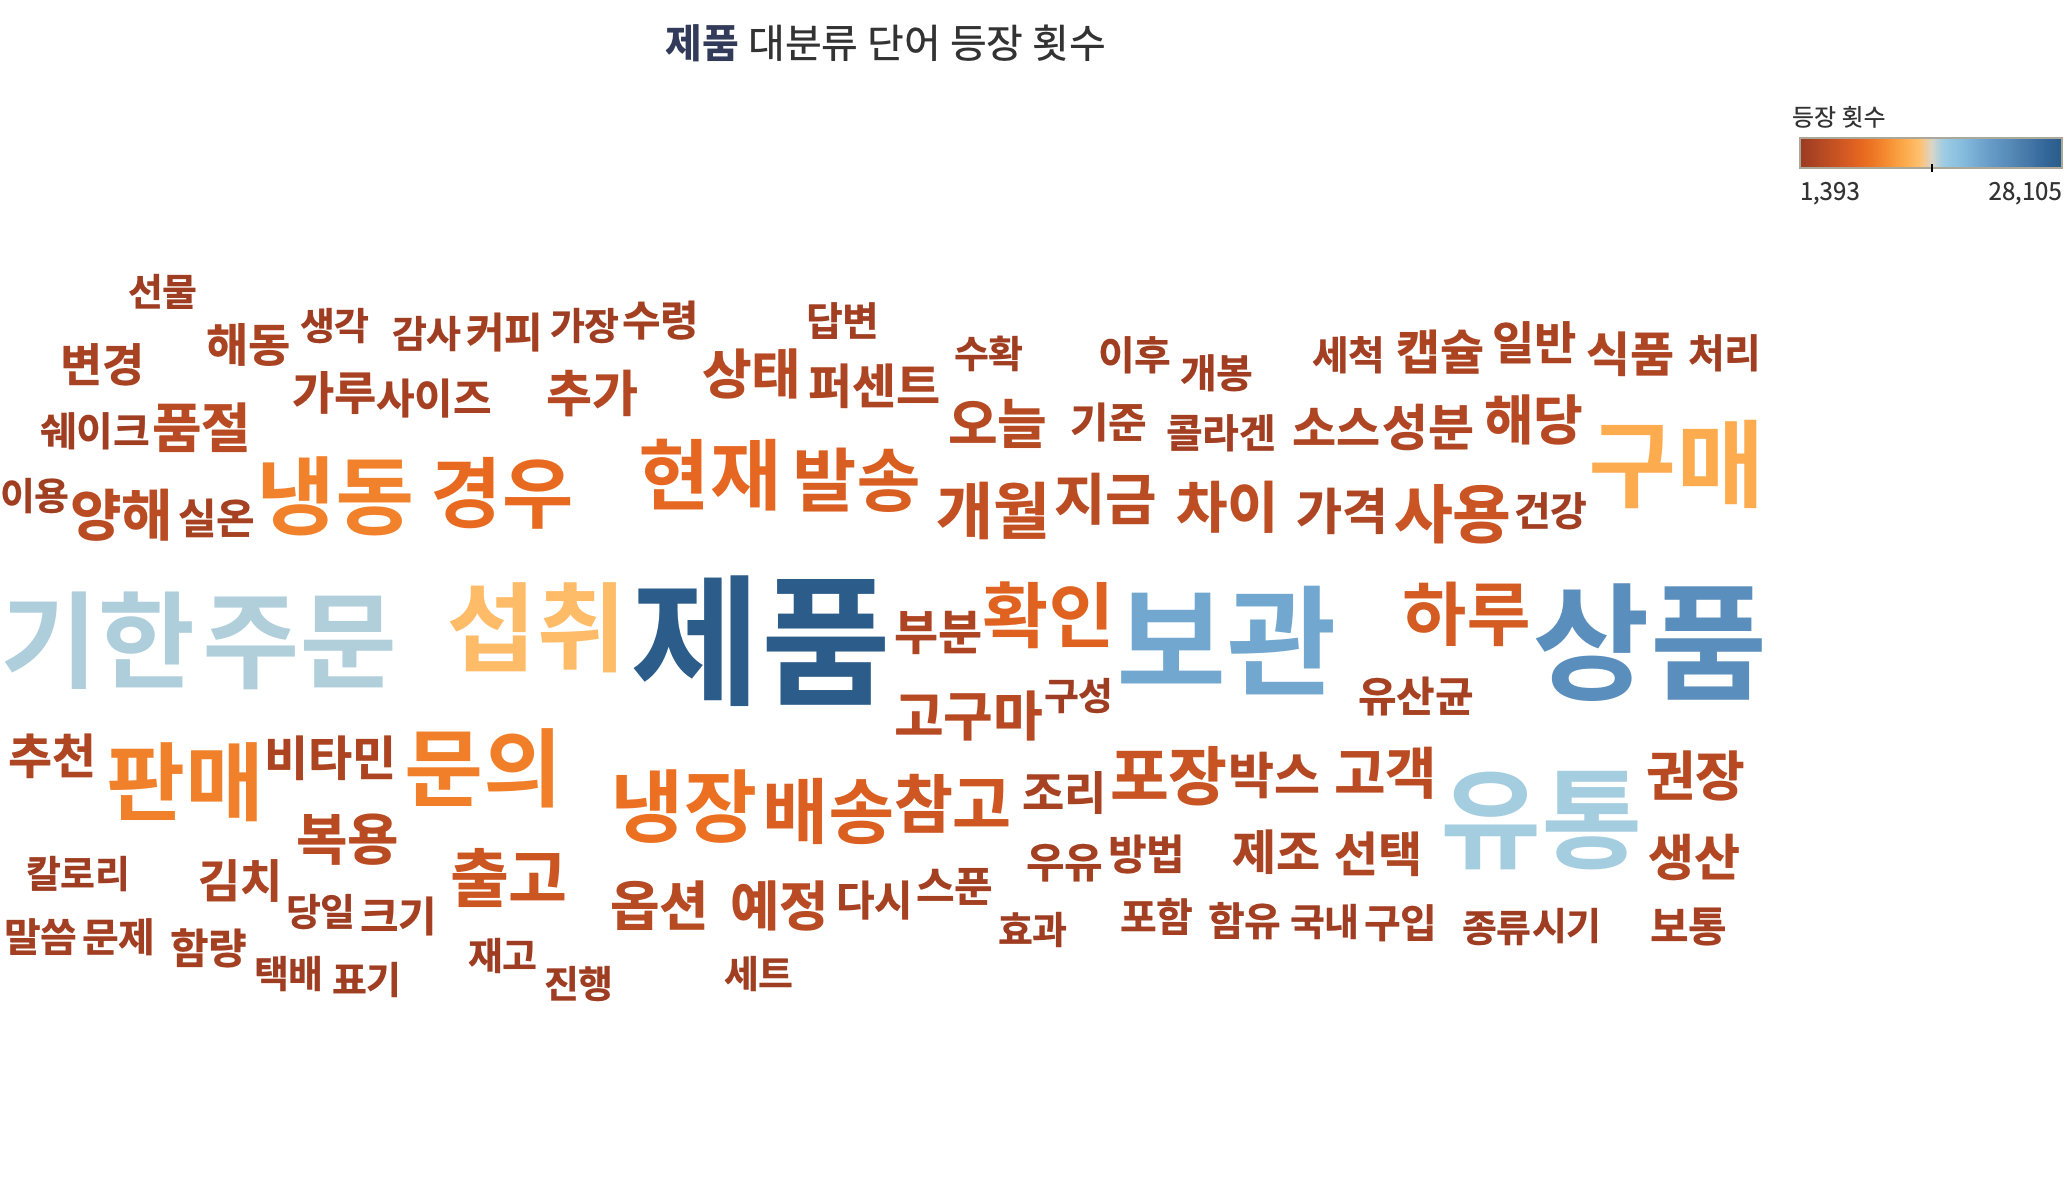 제품 대분류 단어 등장 횟수
등장 횟수
1,393 28,105
선물
해동 생각 감사 커피 가장 수령 답변
변경 가루 사이즈 추가 상태 퍼센트 수확 이후 개봉 세척 캡슐 일반 식품 처리
쉐이크 품절 오늘 기준 콜라겐 소스 성분 해당 구매
이용 양해 실온 냉동 경우 현재 발송 개월 지금 차이 가격 사용 건강
기한 주문 섭취 제품 부분 확인 보관 하루 상품
고구마 구성 유산균
추천 판매 비타민 문의 냉장 배송 참고 조리 포장 박스 고객 유통 권장
복용 우유 방법 제조 선택 생산
칼로리 김치 당일 크기 출고 옵션 예정 다시 스푼
말씀 문제 함량 효과 포함 함유 국내 구입 종류 시기 보통
택배 표기 재고 진행 세트